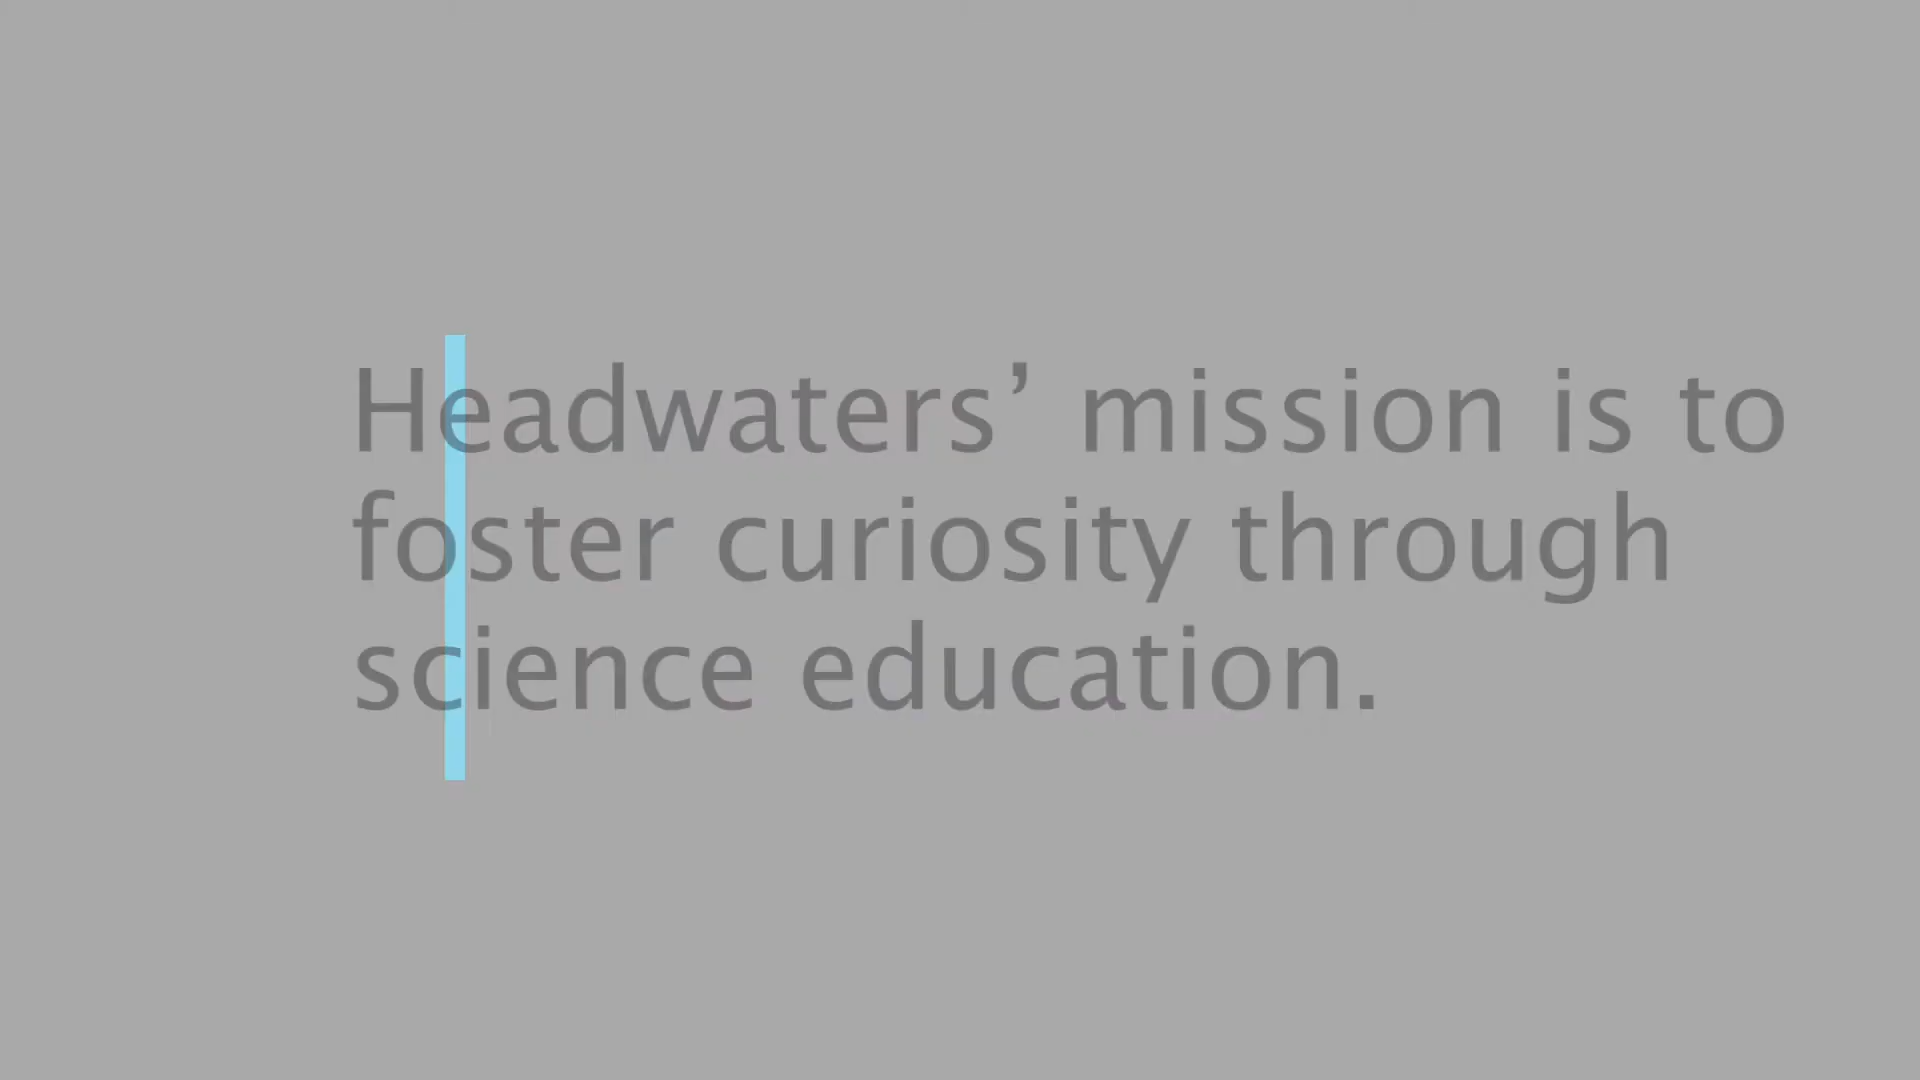 Headwaters’ mission is to
foster curiosity through
science education.